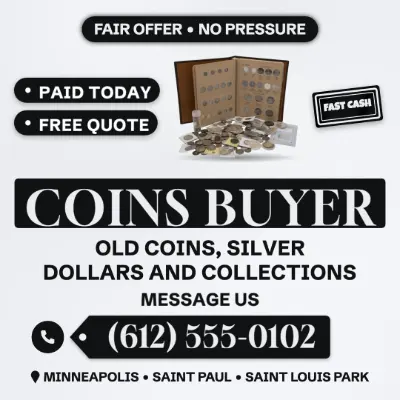 FAIR OFFER • NO PRESSURE
• PAID TODAY
• FREE QUOTE
FAST CASH
COINS BUYER
OLD COINS, SILVER
DOLLARS AND COLLECTIONS
MESSAGE US
(612) 555-0102
MINNEAPOLIS • SAINT PAUL • SAINT LOUIS PARK